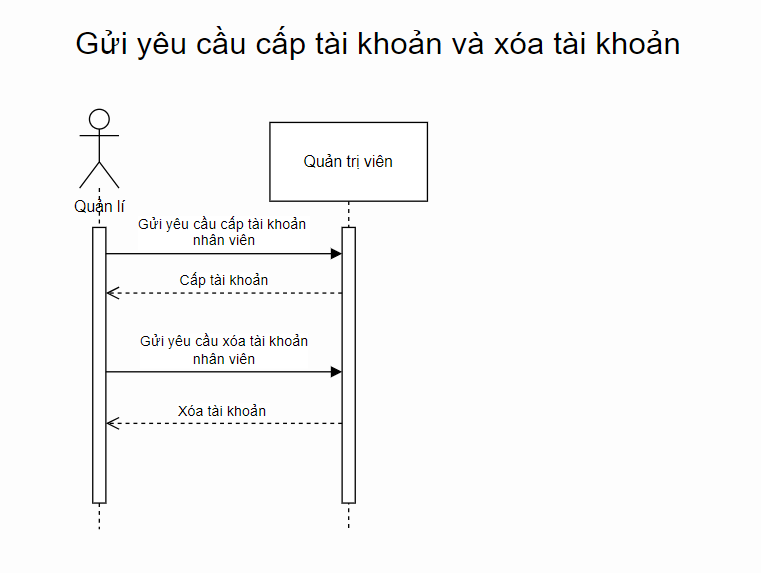 Gửi yêu cầu cấp tài khoản và xóa tài khoản
Quản trị viên
Quản lí
Gửi yêu cầu cấp tài khoản
nhân viên
Cấp tài khoản
Gửi yêu cầu xóa tài khoản
nhân viên
Xóa tài khoản